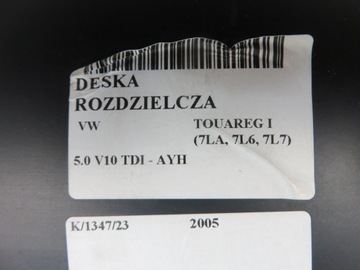 DESKA
ROZDZIELCZA
VW TOUAREG I
(7LA, 7L6, 7L7)
5.0 V10 TDI - AYH
K/1347/23 2005